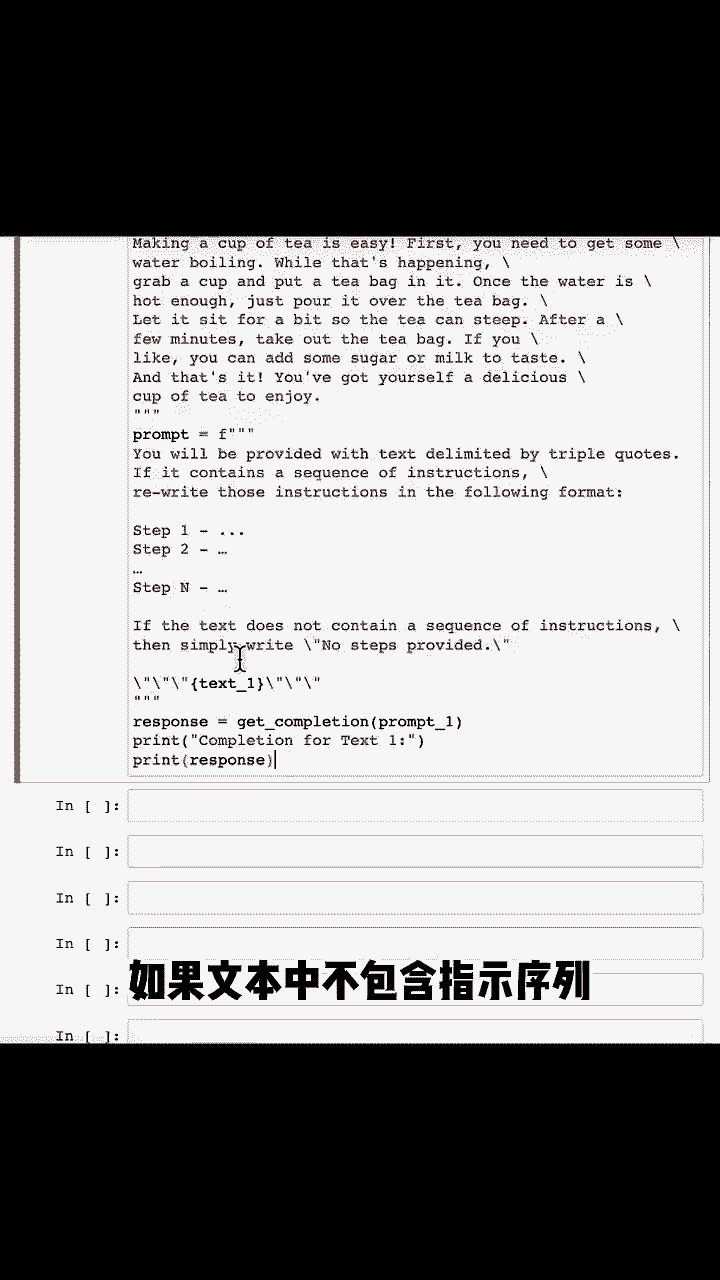 Making a cup of tea is easy! First, you need to get some \
water boiling. While that's happening, \
grab a cup and put a tea bag in it. Once the water is \
hot enough, just pour it over the tea bag. \
Let it sit for a bit so the tea can steep. After a \
few minutes, take out the tea bag. If you \
like, you can add some sugar or milk to taste. \
And that's it! You've got yourself a delicious \
cup of tea to enjoy.
"""
prompt = f"""
You will be provided with text delimited by triple quotes.
If it contains a sequence of instructions, \
re-write those instructions in the following format:
Step 1 - ...
Step 2 - …
…
Step N - …
If the text does not contain a sequence of instructions, \
then simply write \"No steps provided.\"
\"\"\"{text_1}\"\"\"
"""
response = get_completion(prompt_1)
print("Completion for Text 1:")
print(response)
In [ ]:
In [ ]:
In [ ]:
In [ ]:
如果文本中不包含指示序列
In [ ]:
In [ ]: